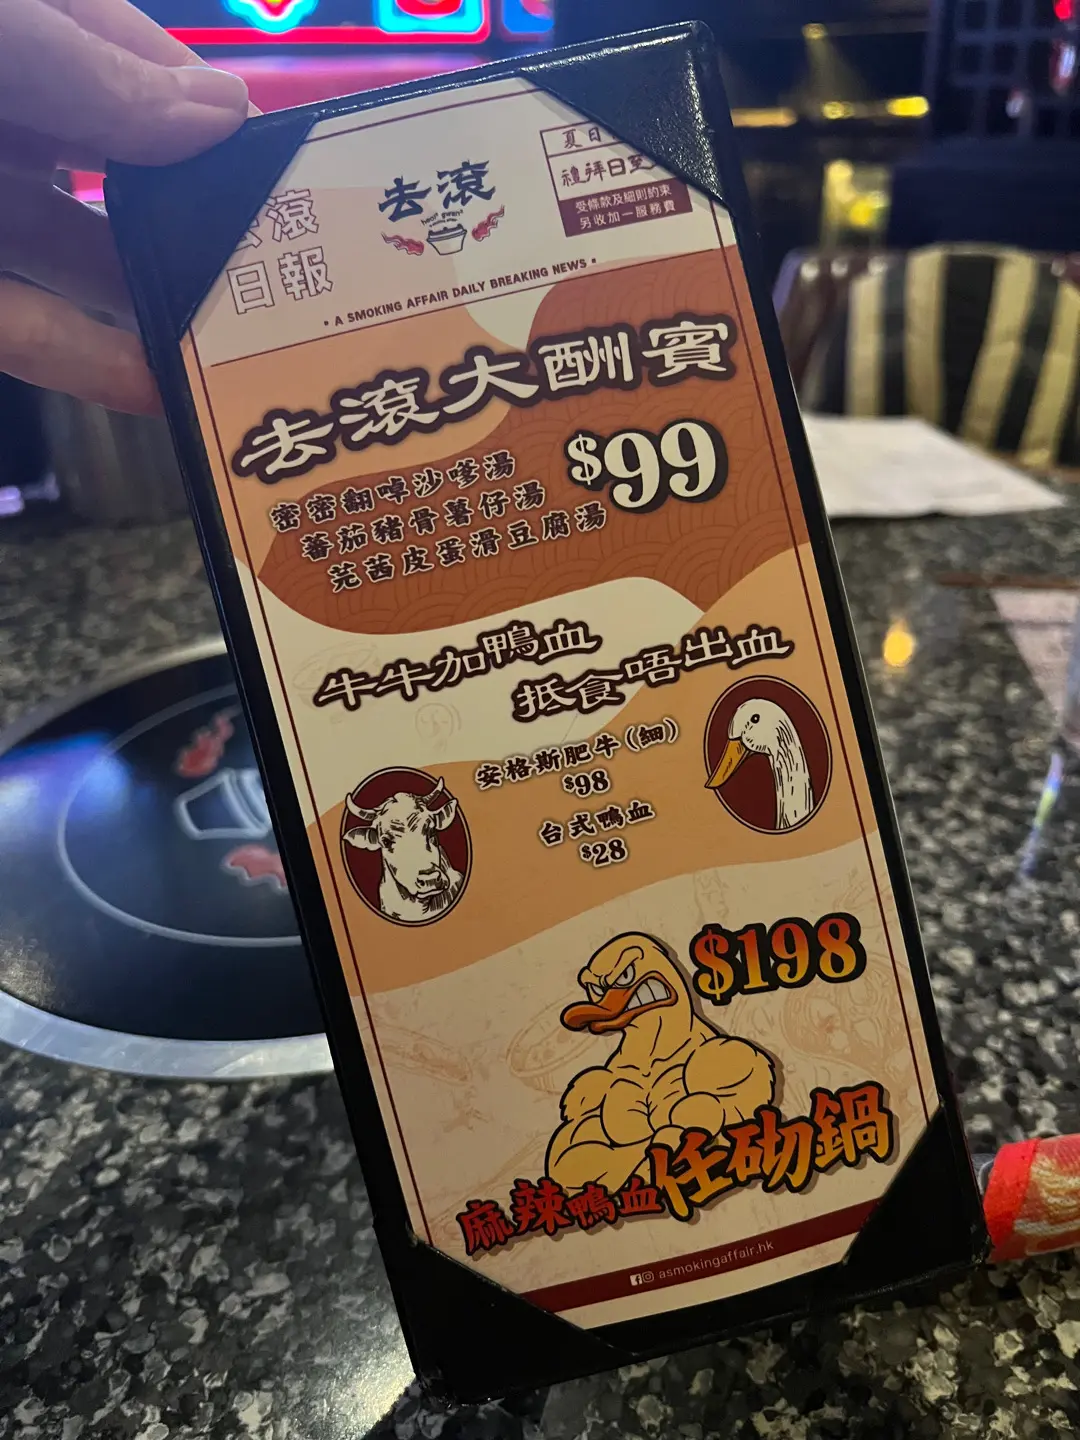 去滾
日報
去滾
夏日
禮拜日至
受條款及細則約束
另收加一服務費
• A SMOKING AFFAIR DAILY BREAKING NEWS •
去滾大酬賓
$99
密密翻啅沙嗲湯
蕃茄豬骨薯仔湯
芫茜皮蛋滑豆腐湯
牛牛加鴨血
抵食唔出血
安格斯肥牛(細)
$98
台式鴨血
$28
$198
麻辣鴨血任砌鍋
asmokingaffair.hk